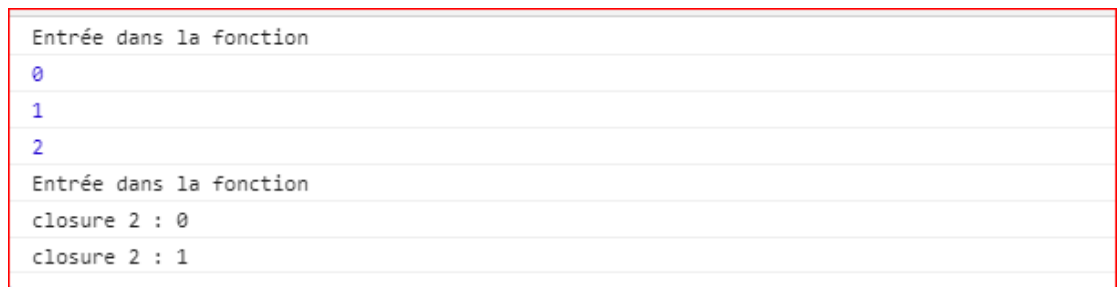 Entrée dans la fonction
0
1
2
Entrée dans la fonction
closure 2 : 0
closure 2 : 1